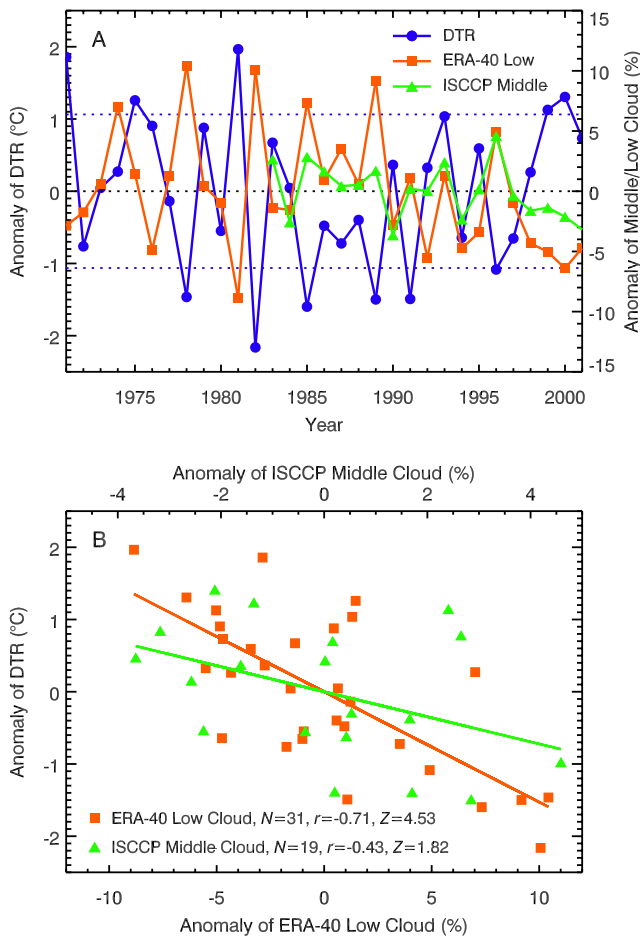 A
DTR
ERA-40 Low
ISCCP Middle
2
1
0
-1
-2
Anomaly of DTR (°C)
15
10
5
0
-5
-10
-15
Anomaly of Middle/Low Cloud (%)
1975 1980 1985 1990 1995 2000
Year
Anomaly of ISCCP Middle Cloud (%)
-4 -2 0 2 4
B
2
1
0
-1
-2
Anomaly of DTR (°C)
ERA-40 Low Cloud, N=31, r=-0.71, Z=4.53
ISCCP Middle Cloud, N=19, r=-0.43, Z=1.82
-10 -5 0 5 10
Anomaly of ERA-40 Low Cloud (%)